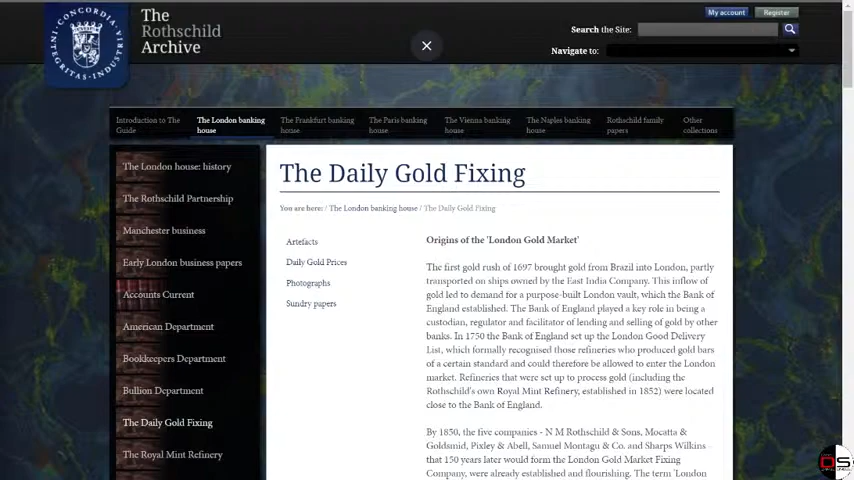 CONCORDIA
INTEGRITAS
INDUSTRIA
The
Rothschild
Archive
My account
Register
Search the Site:
Navigate to:
Introduction to The
Guide
The London banking
house
The Frankfurt banking
house
The Paris banking
house
The Vienna banking
house
The Naples banking
house
Rothschild family
papers
Other
collections
The London house: history
The Rothschild Partnership
Manchester business
Early London business papers
Accounts Current
American Department
Bookkeepers Department
Bullion Department
The Daily Gold Fixing
The Royal Mint Refinery
The Daily Gold Fixing
You are here: / The London banking house / The Daily Gold Fixing
Artefacts
Daily Gold Prices
Photographs
Sundry papers
Origins of the 'London Gold Market'
The first gold rush of 1697 brought gold from Brazil into London, partly
transported on ships owned by the East India Company. This inflow of
gold led to demand for a purpose-built London vault, which the Bank of
England established. The Bank of England played a key role in being a
custodian, regulator and facilitator of lending and selling of gold by other
banks. In 1750 the Bank of England set up the London Good Delivery
List, which formally recognised those refineries who produced gold bars
of a certain standard and could therefore be allowed to enter the London
market. Refineries that were set up to process gold (including the
Rothschild's own Royal Mint Refinery, established in 1852) were located
close to the Bank of England.
By 1850, the five companies - N M Rothschild & Sons, Mocatta &
Goldsmid, Pixley & Abell, Samuel Montagu & Co. and Sharps Wilkins -
that 150 years later would form the London Gold Market Fixing
Company, were already established and flourishing. The term 'London
DS